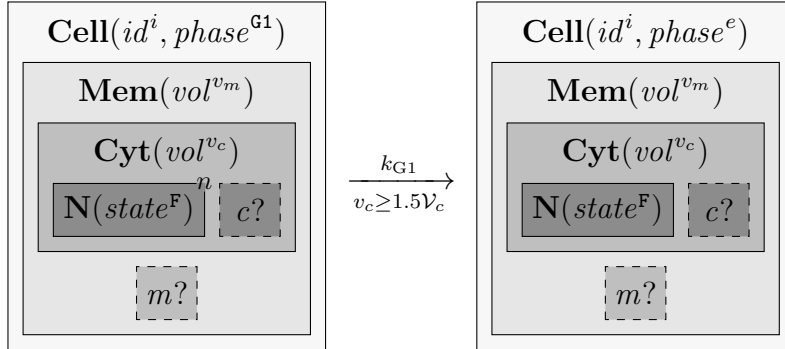 Cell(id^i, phase^G1)
Mem(vol^{v_m})
Cyt(vol^{v_c})
n
N(state^F) c?
m?
k_G1
v_c≥1.5𝒱_c
Cell(id^i, phase^e)
Mem(vol^{v_m})
Cyt(vol^{v_c})
N(state^F) c?
m?